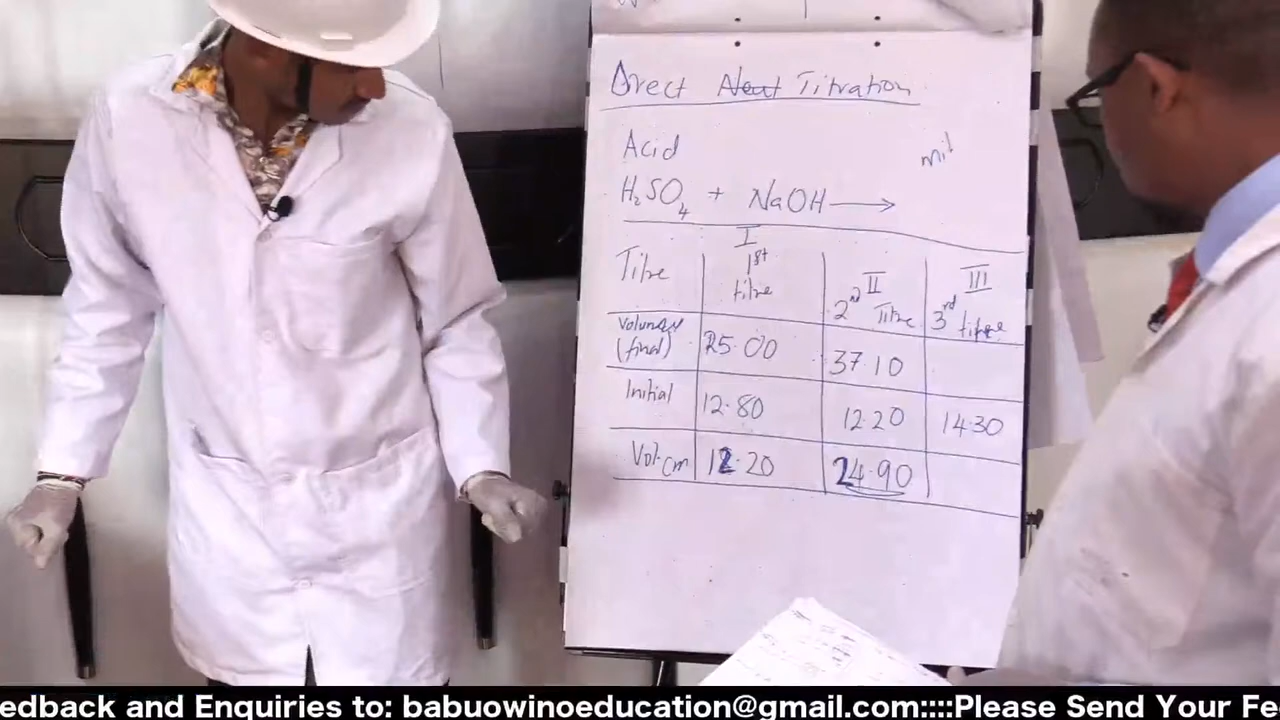 Direct Neut Titration
Acid
mil
H₂SO₄ + NaOH →
Titre I 1st titre II 2nd Titre III 3rd titre
Volume (final) 25.00 37.10
Initial 12.80 12.20 14.30
Vol. cm 12.20 24.90
edback and Enquiries to: babuowinoeducation@gmail.com::::Please Send Your Fe